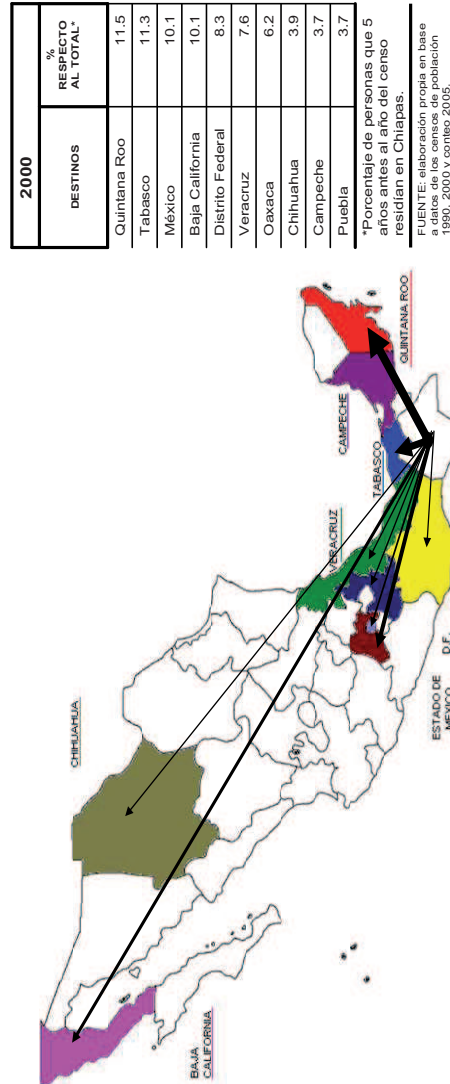 2000
DESTINOS % RESPECTO AL TOTAL*
Quintana Roo 11.5
Tabasco 11.3
México 10.1
Baja California 10.1
Distrito Federal 8.3
Veracruz 7.6
Oaxaca 6.2
Chihuahua 3.9
Campeche 3.7
Puebla 3.7
*Porcentaje de personas que 5
años antes al año del censo
residían en Chiapas.
FUENTE: elaboración propia en base
a datos de los censos de población
1990, 2000 y conteo 2005.
CHIHUAHUA
BAJA
CALIFORNIA
VERACRUZ
CAMPECHE
TABASCO
QUINTANA ROO
ESTADO DE
MEXICO
D.F.